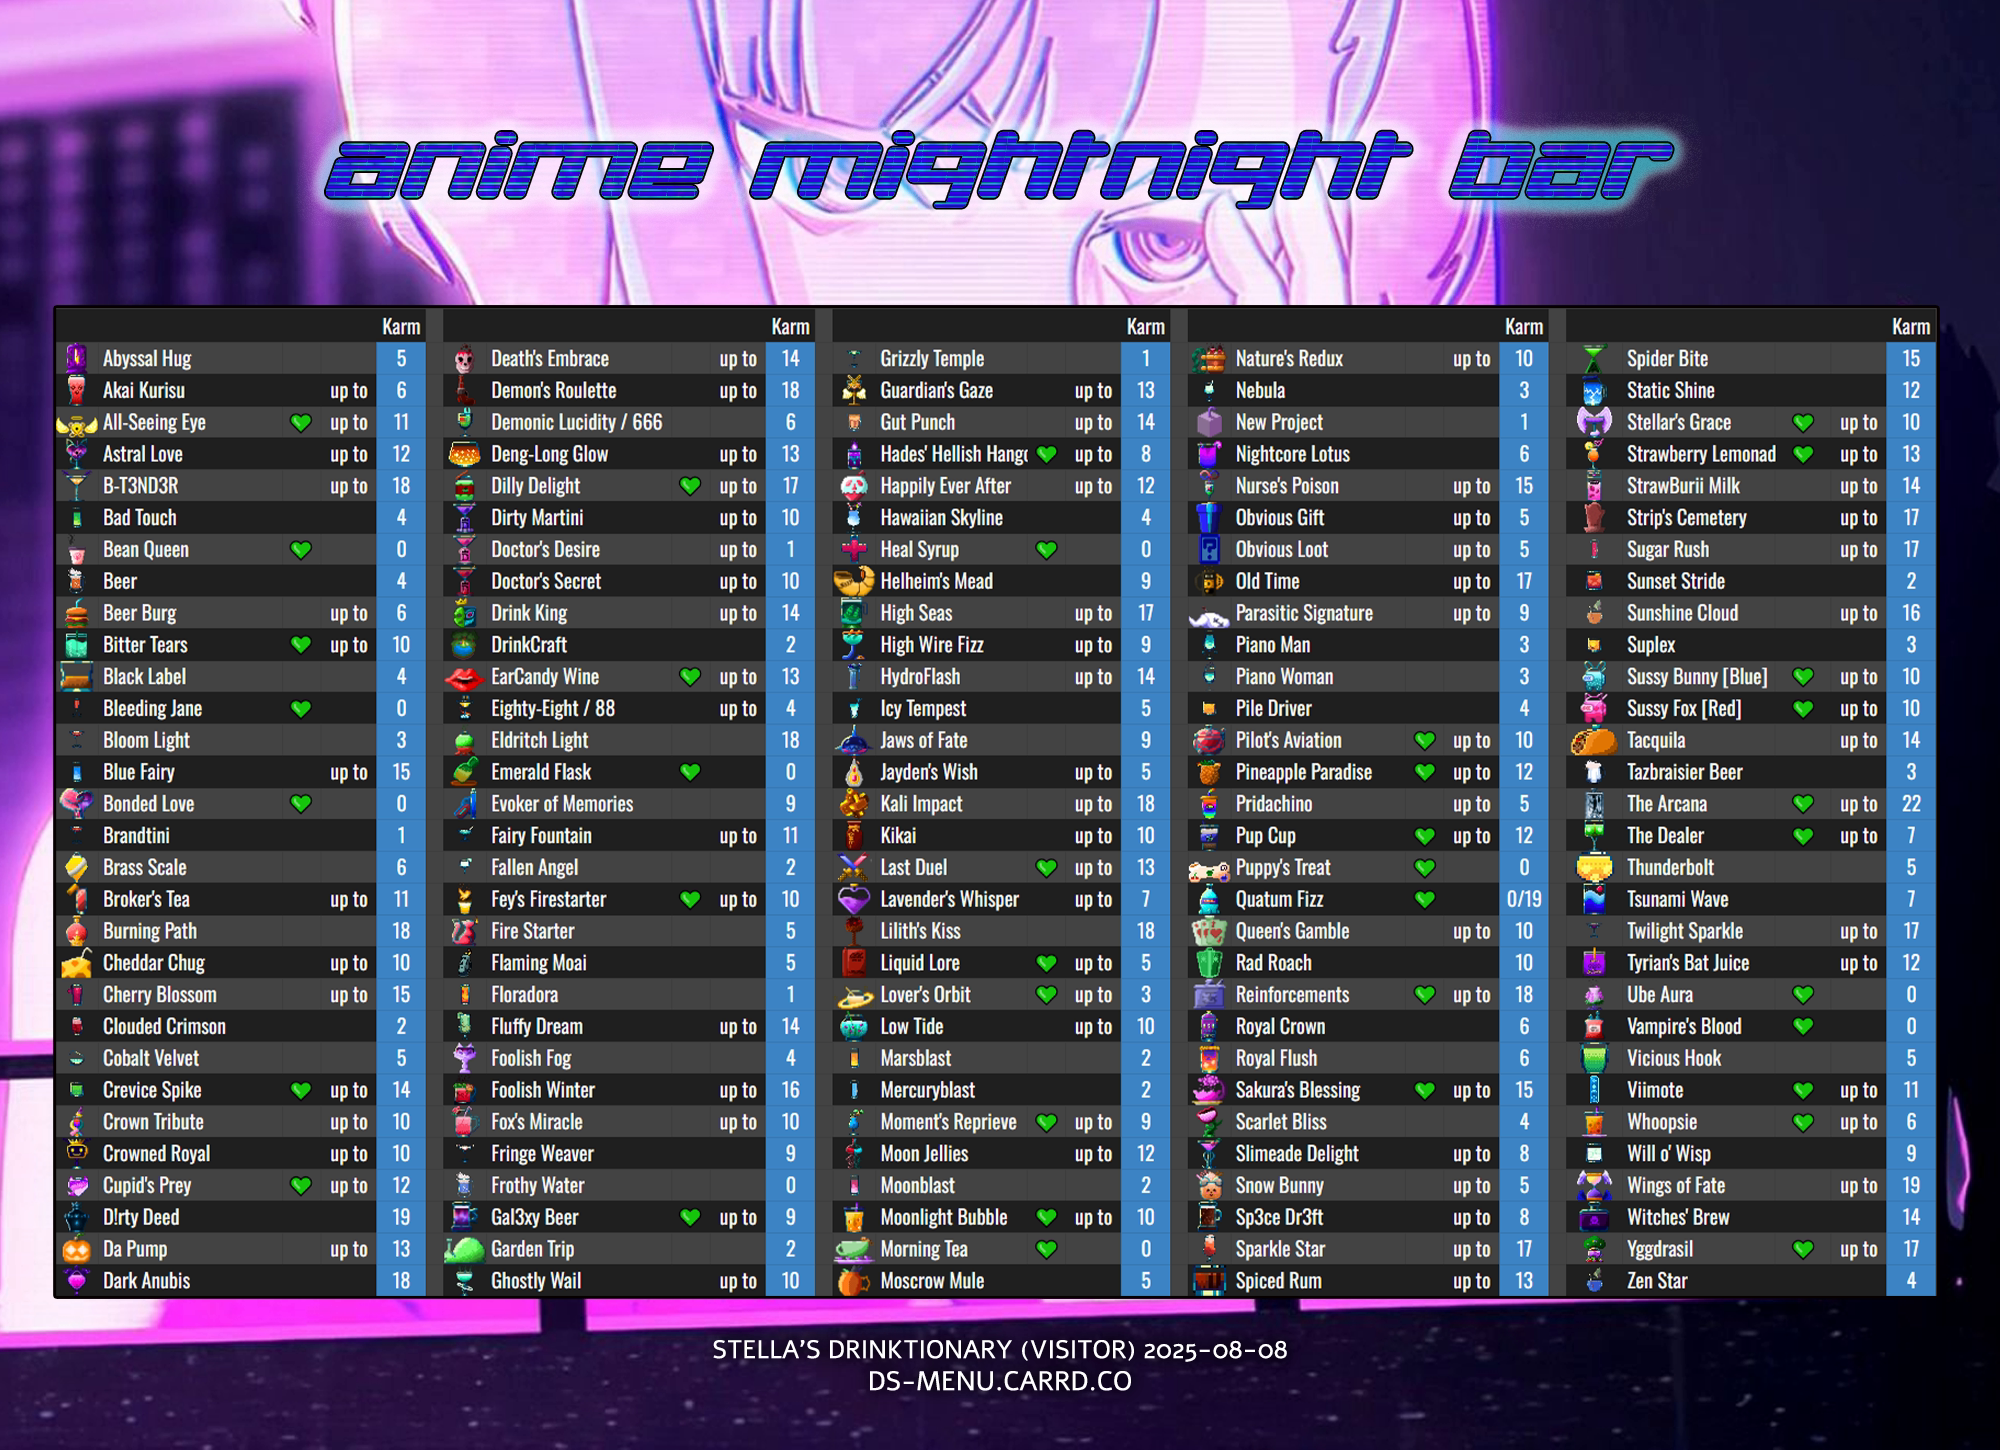 anime mightnight bar
Karm
Abyssal Hug 5
Akai Kurisu up to 6
All-Seeing Eye up to 11
Astral Love up to 12
B-T3ND3R up to 18
Bad Touch 4
Bean Queen 0
Beer 4
Beer Burg up to 6
Bitter Tears up to 10
Black Label 4
Bleeding Jane 0
Bloom Light 3
Blue Fairy up to 15
Bonded Love 0
Brandtini 1
Brass Scale 6
Broker's Tea up to 11
Burning Path 18
Cheddar Chug up to 10
Cherry Blossom up to 15
Clouded Crimson 2
Cobalt Velvet 5
Crevice Spike up to 14
Crown Tribute up to 10
Crowned Royal up to 10
Cupid's Prey up to 12
D!rty Deed 19
Da Pump up to 13
Dark Anubis 18
Karm
Death's Embrace up to 14
Demon's Roulette up to 18
Demonic Lucidity / 666 6
Deng-Long Glow up to 13
Dilly Delight up to 17
Dirty Martini up to 10
Doctor's Desire up to 1
Doctor's Secret up to 10
Drink King up to 14
DrinkCraft 2
EarCandy Wine up to 13
Eighty-Eight / 88 up to 4
Eldritch Light 18
Emerald Flask 0
Evoker of Memories 9
Fairy Fountain up to 11
Fallen Angel 2
Fey's Firestarter up to 10
Fire Starter 5
Flaming Moai 5
Floradora 1
Fluffy Dream up to 14
Foolish Fog 4
Foolish Winter up to 16
Fox's Miracle up to 10
Fringe Weaver 9
Frothy Water 0
Gal3xy Beer up to 9
Garden Trip 2
Ghostly Wail up to 10
Karm
Grizzly Temple 1
Guardian's Gaze up to 13
Gut Punch up to 14
Hades' Hellish Hang up to 8
Happily Ever After up to 12
Hawaiian Skyline 4
Heal Syrup 0
Helheim's Mead 9
High Seas up to 17
High Wire Fizz up to 9
HydroFlash up to 14
Icy Tempest 5
Jaws of Fate 9
Jayden's Wish up to 5
Kali Impact up to 18
Kikai up to 10
Last Duel up to 13
Lavender's Whisper up to 7
Lilith's Kiss 18
Liquid Lore up to 5
Lover's Orbit up to 3
Low Tide up to 10
Marsblast 2
Mercuryblast 2
Moment's Reprieve up to 9
Moon Jellies up to 12
Moonblast 2
Moonlight Bubble up to 10
Morning Tea 0
Moscrow Mule 5
Karm
Nature's Redux up to 10
Nebula 3
New Project 1
Nightcore Lotus 6
Nurse's Poison up to 15
Obvious Gift up to 5
Obvious Loot up to 5
Old Time up to 17
Parasitic Signature up to 9
Piano Man 3
Piano Woman 3
Pile Driver 4
Pilot's Aviation up to 10
Pineapple Paradise up to 12
Pridachino up to 5
Pup Cup up to 12
Puppy's Treat 0
Quatum Fizz 0/19
Queen's Gamble up to 10
Rad Roach 10
Reinforcements up to 18
Royal Crown 6
Royal Flush 6
Sakura's Blessing up to 15
Scarlet Bliss 4
Slimeade Delight up to 8
Snow Bunny up to 5
Sp3ce Dr3ft up to 8
Sparkle Star up to 17
Spiced Rum up to 13
Karm
Spider Bite 15
Static Shine 12
Stellar's Grace up to 10
Strawberry Lemonad up to 13
StrawBurii Milk up to 14
Strip's Cemetery up to 17
Sugar Rush up to 17
Sunset Stride 2
Sunshine Cloud up to 16
Suplex 3
Sussy Bunny [Blue] up to 10
Sussy Fox [Red] up to 10
Tacquila up to 14
Tazbraisier Beer 3
The Arcana up to 22
The Dealer up to 7
Thunderbolt 5
Tsunami Wave 7
Twilight Sparkle up to 17
Tyrian's Bat Juice up to 12
Ube Aura 0
Vampire's Blood 0
Vicious Hook 5
Viimote up to 11
Whoopsie up to 6
Will o' Wisp 9
Wings of Fate up to 19
Witches' Brew 14
Yggdrasil up to 17
Zen Star 4
STELLA'S DRINKTIONARY (VISITOR) 2025-08-08
DS-MENU.CARRD.CO